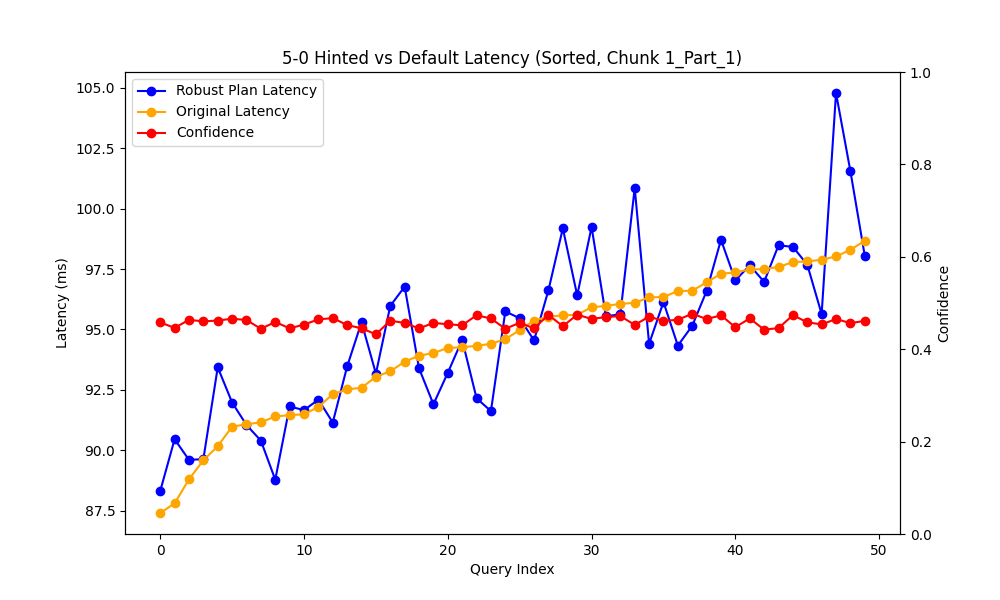 5-0 Hinted vs Default Latency (Sorted, Chunk 1_Part_1)
Robust Plan Latency
Original Latency
Confidence
Latency (ms)
105.0
102.5
100.0
97.5
95.0
92.5
90.0
87.5
0
10
20
30
40
50
Query Index
1.0
0.8
0.6
0.4
0.2
0.0
Confidence